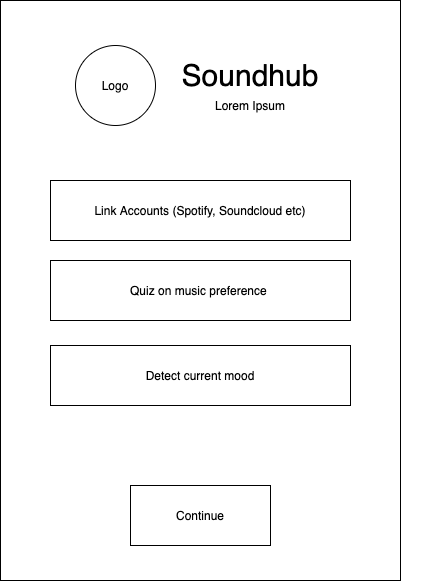 Logo
Soundhub
Lorem Ipsum
Link Accounts (Spotify, Soundcloud etc)
Quiz on music preference
Detect current mood
Continue